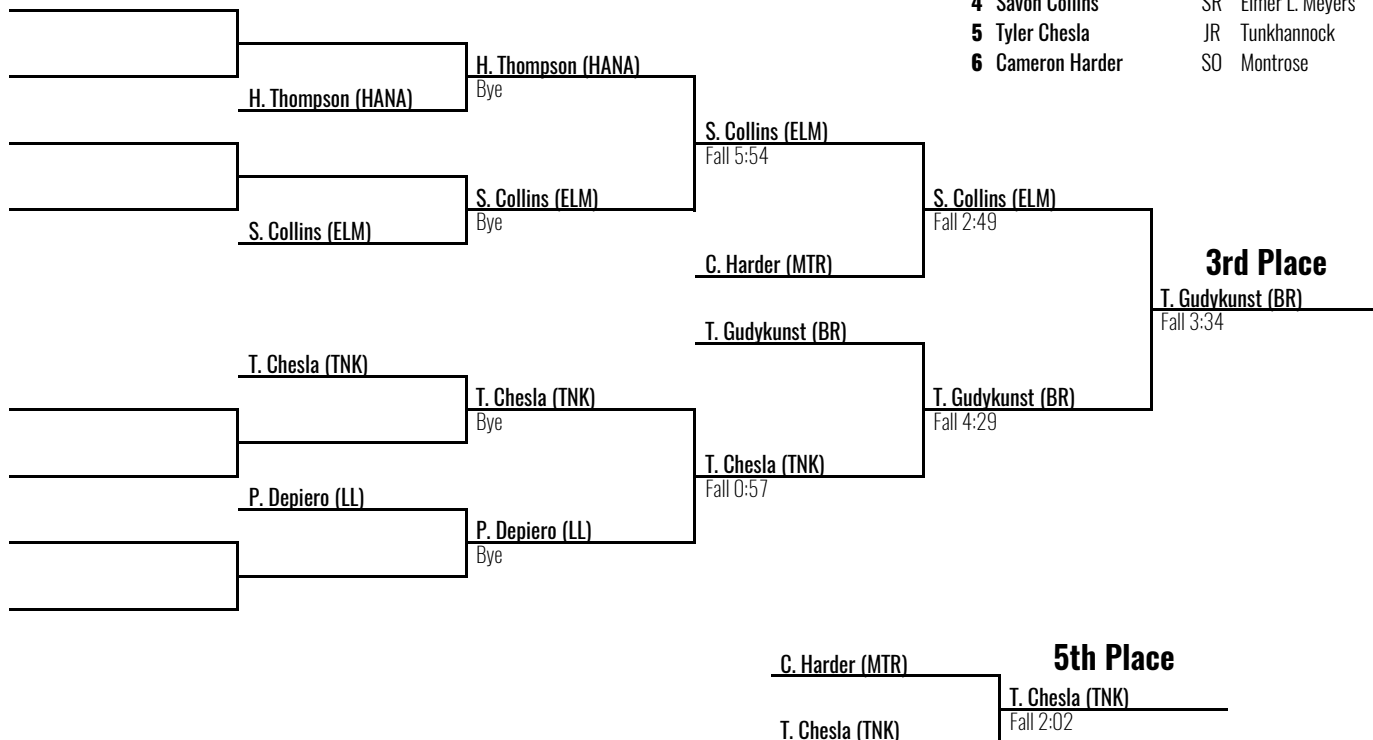 4 Savon Collins SR Elmer L. Meyers
5 Tyler Chesla JR Tunkhannock
6 Cameron Harder SO Montrose
H. Thompson (HANA)
Bye
H. Thompson (HANA)
S. Collins (ELM)
Fall 5:54
S. Collins (ELM)
Bye
S. Collins (ELM)
Fall 2:49
S. Collins (ELM)
C. Harder (MTR)
3rd Place
T. Gudykunst (BR)
Fall 3:34
T. Gudykunst (BR)
T. Chesla (TNK)
T. Chesla (TNK)
Bye
T. Gudykunst (BR)
Fall 4:29
T. Chesla (TNK)
Fall 0:57
P. Depiero (LL)
P. Depiero (LL)
Bye
C. Harder (MTR)
5th Place
T. Chesla (TNK)
Fall 2:02
T. Chesla (TNK)